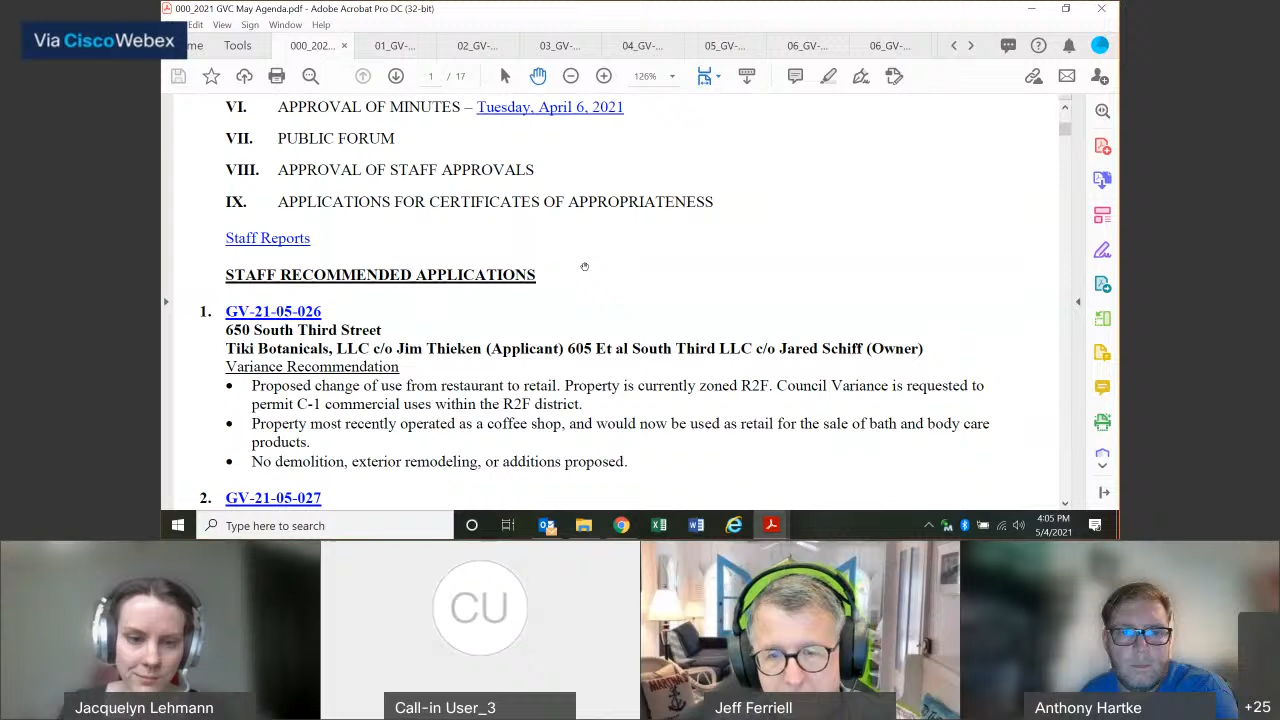 000_2021 GVC May Agenda.pdf - Adobe Acrobat Pro DC (32-bit)
Via Cisco Webex
Edit View Sign Window Help
me Tools 000_202... × 01_GV-... 02_GV-... 03_GV-... 04_GV-... 05_GV-... 06_GV-... 06_GV-...
1 / 17 126%
VI. APPROVAL OF MINUTES – Tuesday, April 6, 2021
VII. PUBLIC FORUM
VIII. APPROVAL OF STAFF APPROVALS
IX. APPLICATIONS FOR CERTIFICATES OF APPROPRIATENESS
Staff Reports
STAFF RECOMMENDED APPLICATIONS
1. GV-21-05-026
650 South Third Street
Tiki Botanicals, LLC c/o Jim Thieken (Applicant) 605 Et al South Third LLC c/o Jared Schiff (Owner)
Variance Recommendation
• Proposed change of use from restaurant to retail. Property is currently zoned R2F. Council Variance is requested to
permit C-1 commercial uses within the R2F district.
• Property most recently operated as a coffee shop, and would now be used as retail for the sale of bath and body care
products.
• No demolition, exterior remodeling, or additions proposed.
2. GV-21-05-027
Type here to search
4:05 PM
5/4/2021
CU
MARTHA'
Jacquelyn Lehmann Call-in User_3 Jeff Ferriell Anthony Hartke +25